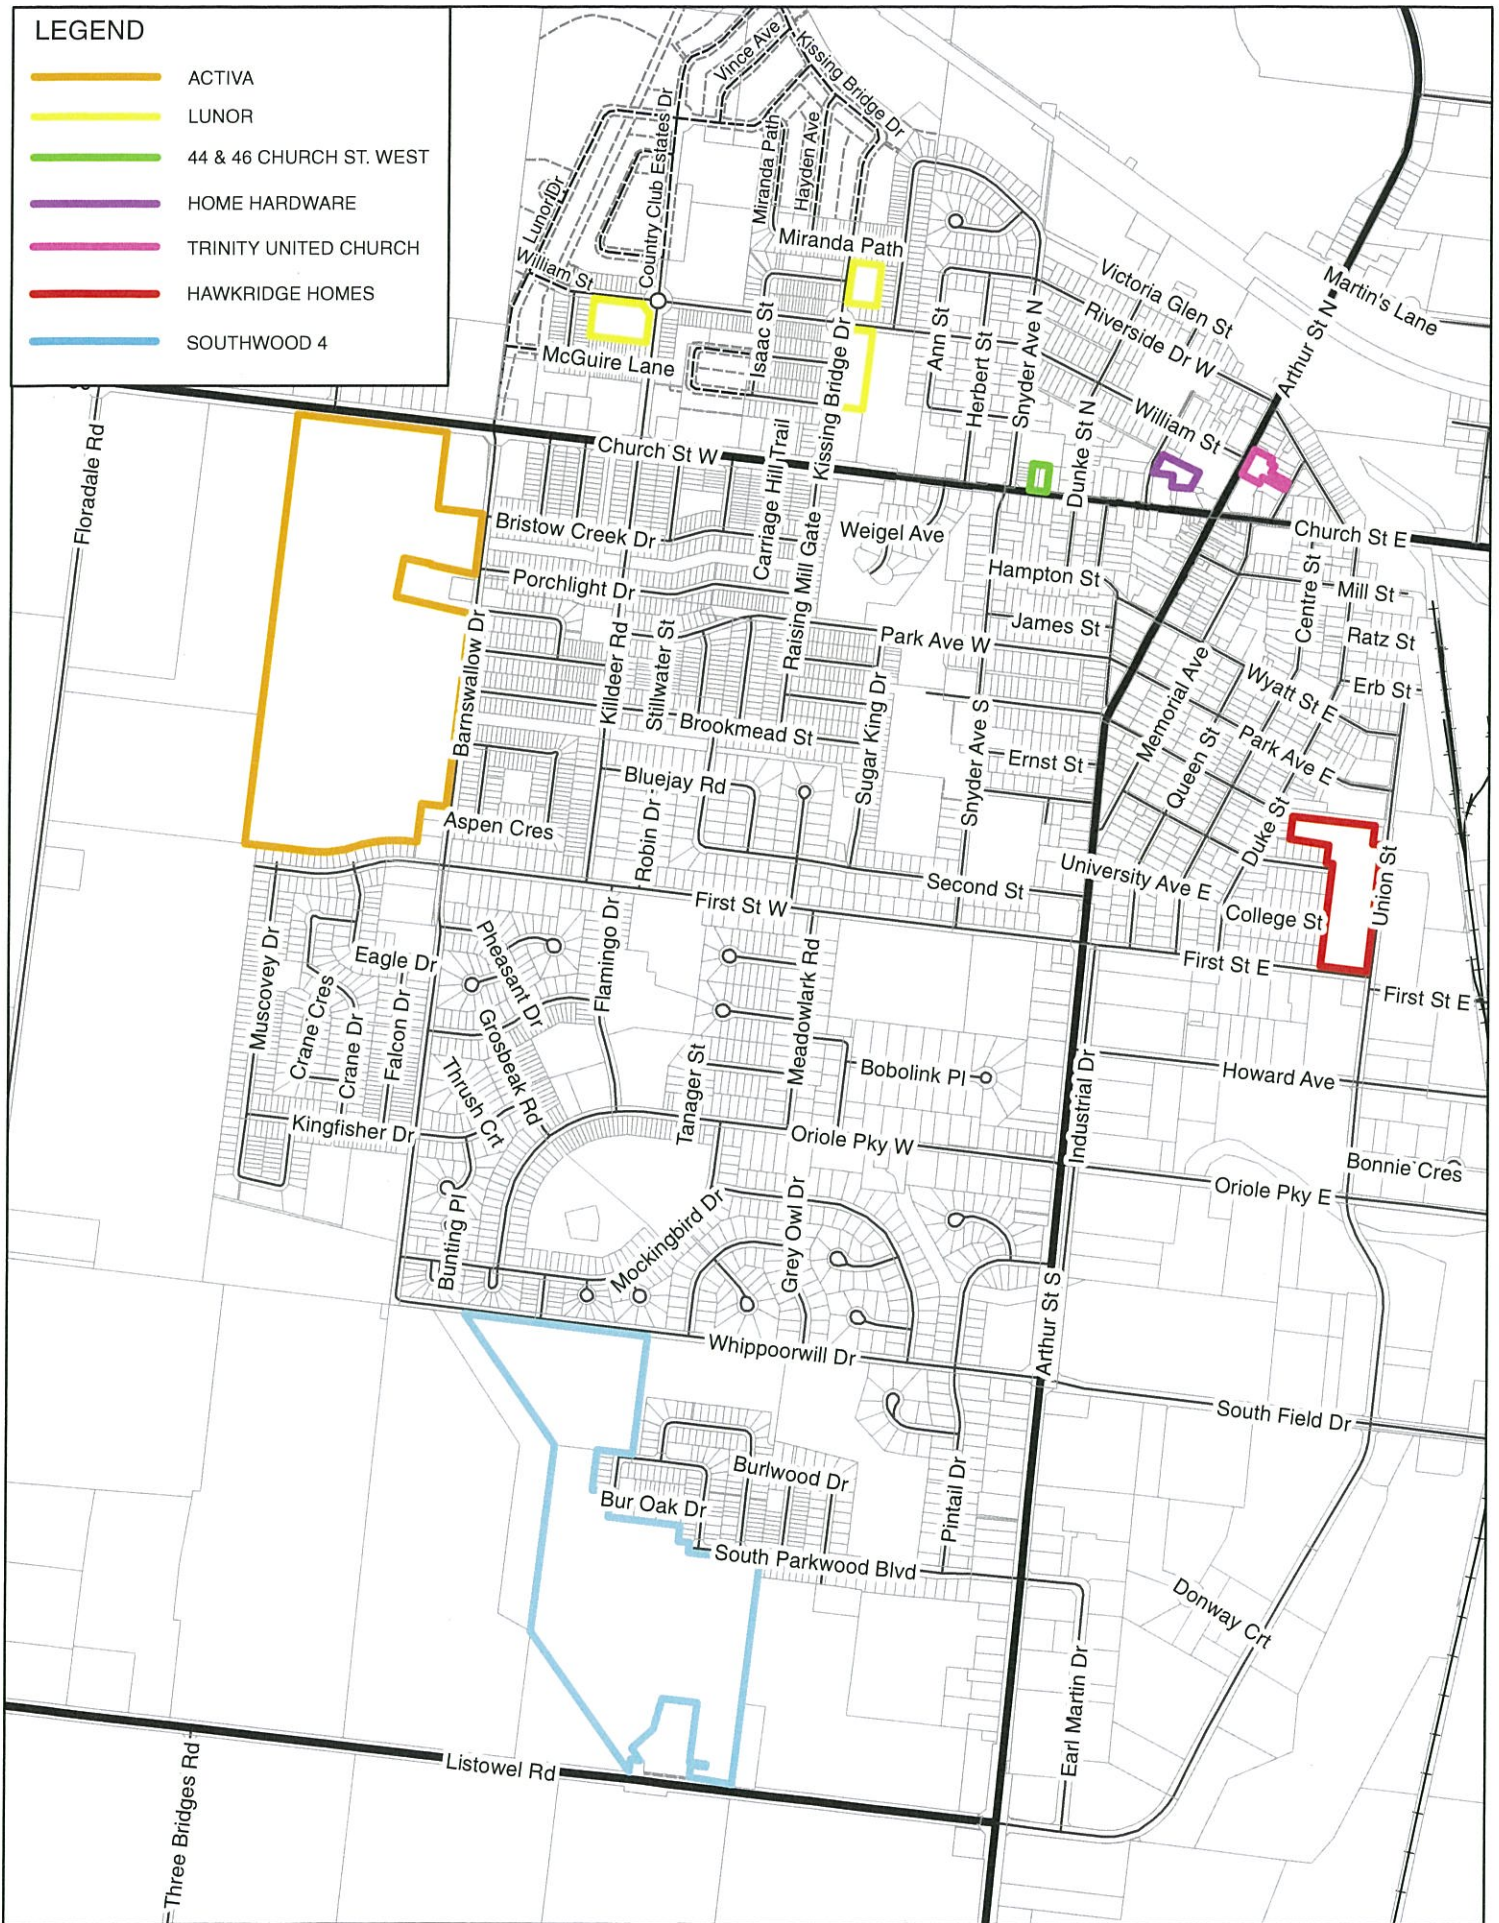 LEGEND
ACTIVA
LUNOR
44 & 46 CHURCH ST. WEST
HOME HARDWARE
TRINITY UNITED CHURCH
HAWKRIDGE HOMES
SOUTHWOOD 4
Vince Ave
Kissing Bridge Dr
Country Club Estates Dr
Miranda Path
Hayden Ave
Lunor Dr
Miranda Path
William St
Victoria Glen St
Martin's Lane
Riverside Dr W
Arthur St N
Isaac St
Ann St
Herbert St
Snyder Ave N
McGuire Lane
Kissing Bridge Dr
William St
Dunke St N
Floradale Rd
Church St W
Carriage Hill Trail
Bristow Creek Dr
Weigel Ave
Church St E
Porchlight Dr
Raising Mill Gate
Hampton St
Centre St
Mill St
James St
Ratz St
Park Ave W
Barnswallow Dr
Killdeer Rd
Stillwater St
Memorial Ave
Wyatt St E
Erb St
Sugar King Dr
Brookmead St
Snyder Ave S
Queen St
Park Ave E
Ernst St
Bluejay Rd
Aspen Cres
Robin Dr
Duke St
Union St
University Ave E
Second St
First St W
College St
Muscovey Dr
Eagle Dr
Pheasant Dr
Flamingo Dr
Meadowlark Rd
First St E
First St E
Crane Cres
Crane Dr
Falcon Dr
Grosbeak Rd
Thrush Crt
Tanager St
Bobolink Pl
Industrial Dr
Howard Ave
Kingfisher Dr
Oriole Pky W
Bonnie Cres
Oriole Pky E
Bunting Pl
Mockingbird Dr
Grey Owl Dr
Arthur St S
Whippoorwill Dr
South Field Dr
Burlwood Dr
Bur Oak Dr
Pintail Dr
South Parkwood Blvd
Donway Crt
Earl Martin Dr
Listowel Rd
Three Bridges Rd